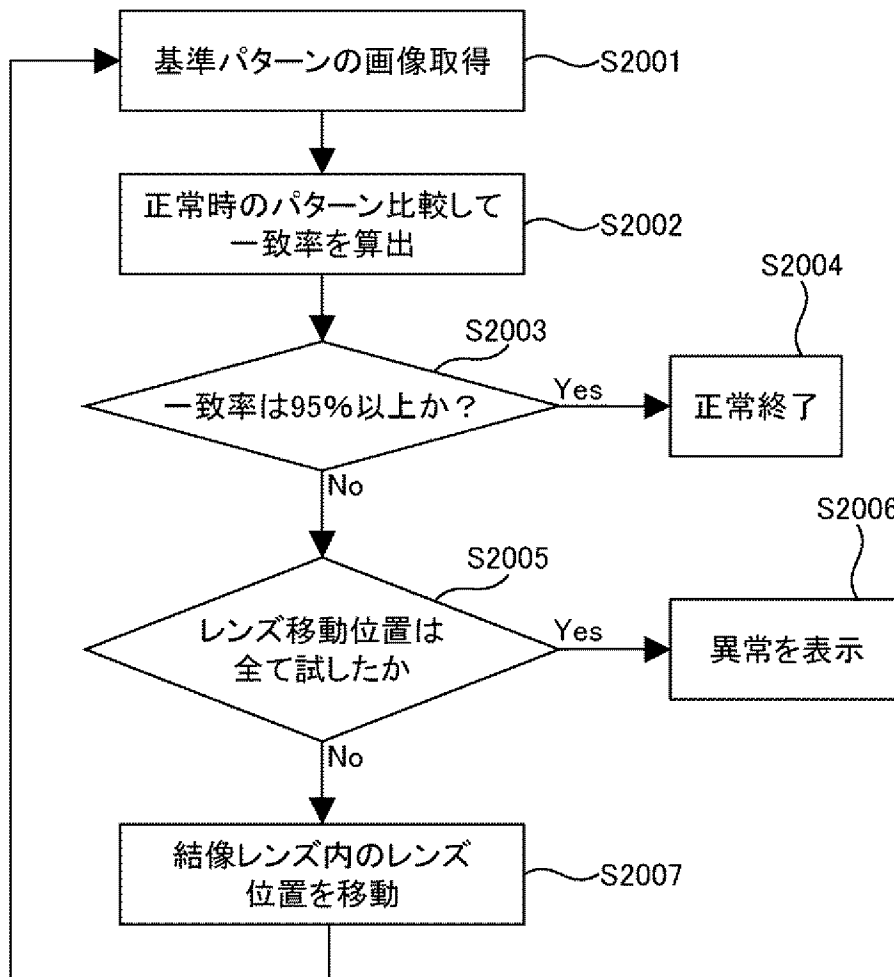 基準パターンの画像取得
S2001
正常時のパターン比較して
一致率を算出
S2002
S2004
S2003
一致率は95%以上か?
Yes
正常終了
No
S2006
S2005
レンズ移動位置は
全て試したか
Yes
異常を表示
No
結像レンズ内のレンズ
位置を移動
S2007